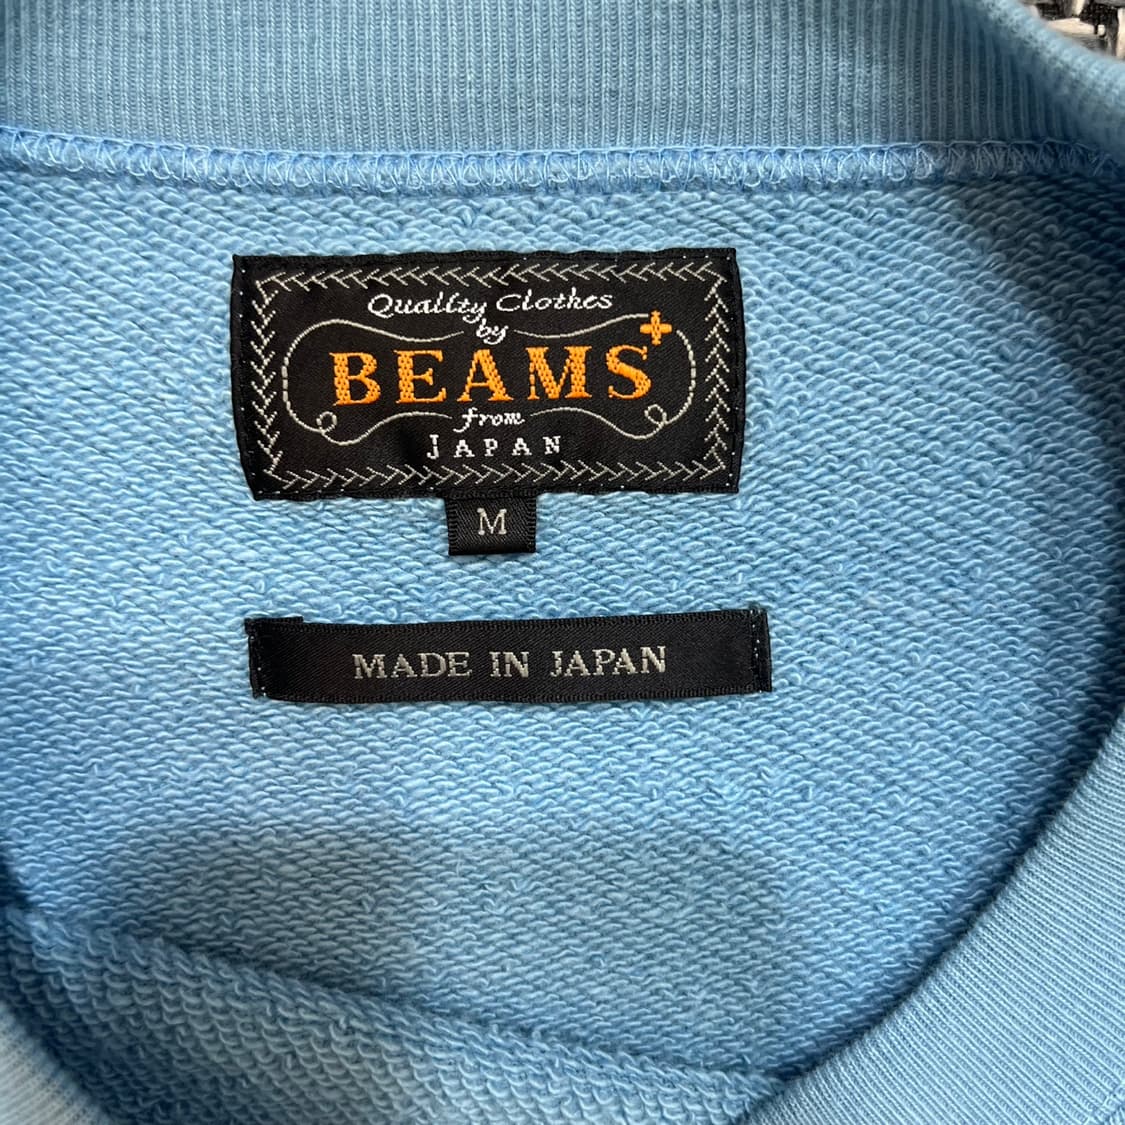 Quality Clothes
by
BEAMS+
from
JAPAN
M
MADE IN JAPAN